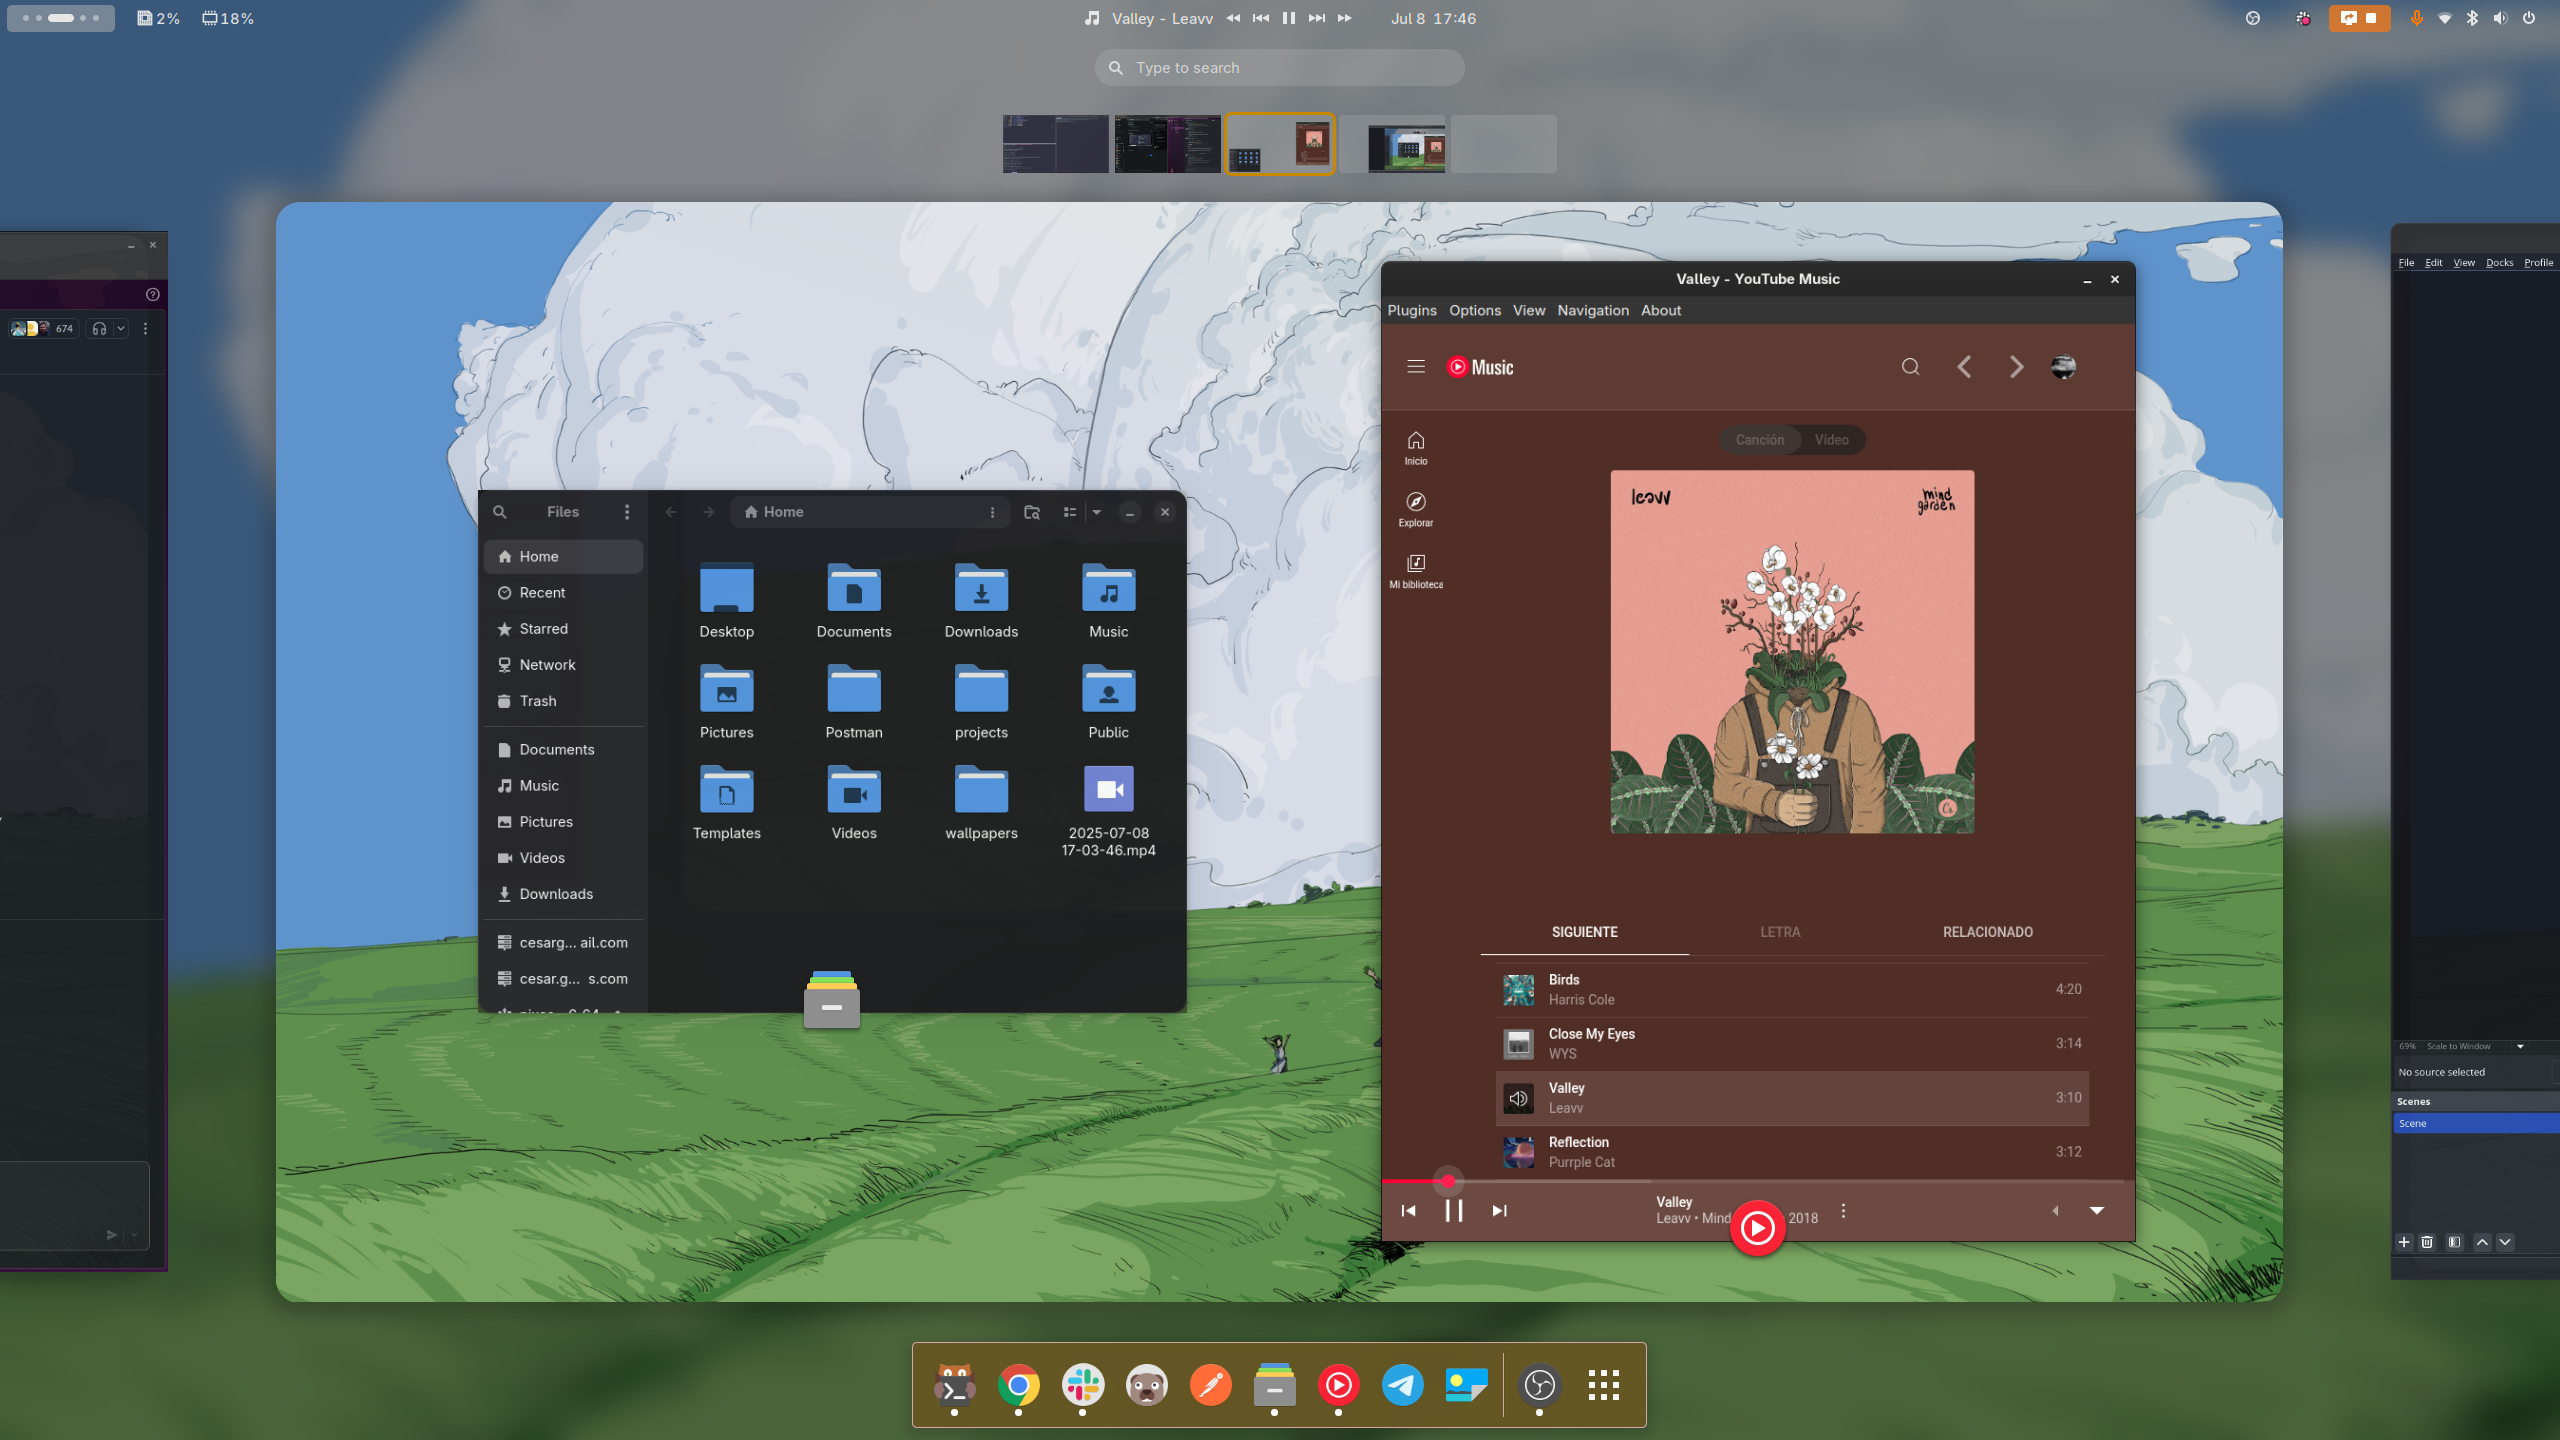 2%
18%
Valley - Leavv
Jul 8 17:46
Type to search
674
Files
Home
Home
Recent
Starred
Network
Trash
Documents
Music
Pictures
Videos
Downloads
cesarg... ail.com
cesar.g... s.com
Desktop
Documents
Downloads
Music
Pictures
Postman
projects
Public
Templates
Videos
wallpapers
2025-07-08
17-03-46.mp4
Valley - YouTube Music
Plugins Options View Navigation About
Music
Inicio
Explorar
Mi biblioteca
Canción Vídeo
leavv
mind
garden
SIGUIENTE LETRA RELACIONADO
Birds
Harris Cole
4:20
Close My Eyes
WYS
3:14
Valley
Leavv
3:10
Reflection
Purrple Cat
3:12
Valley
Leavv • Mind 2018
File Edit View Docks Profile
69% Scale to Window
No source selected
Scenes
Scene